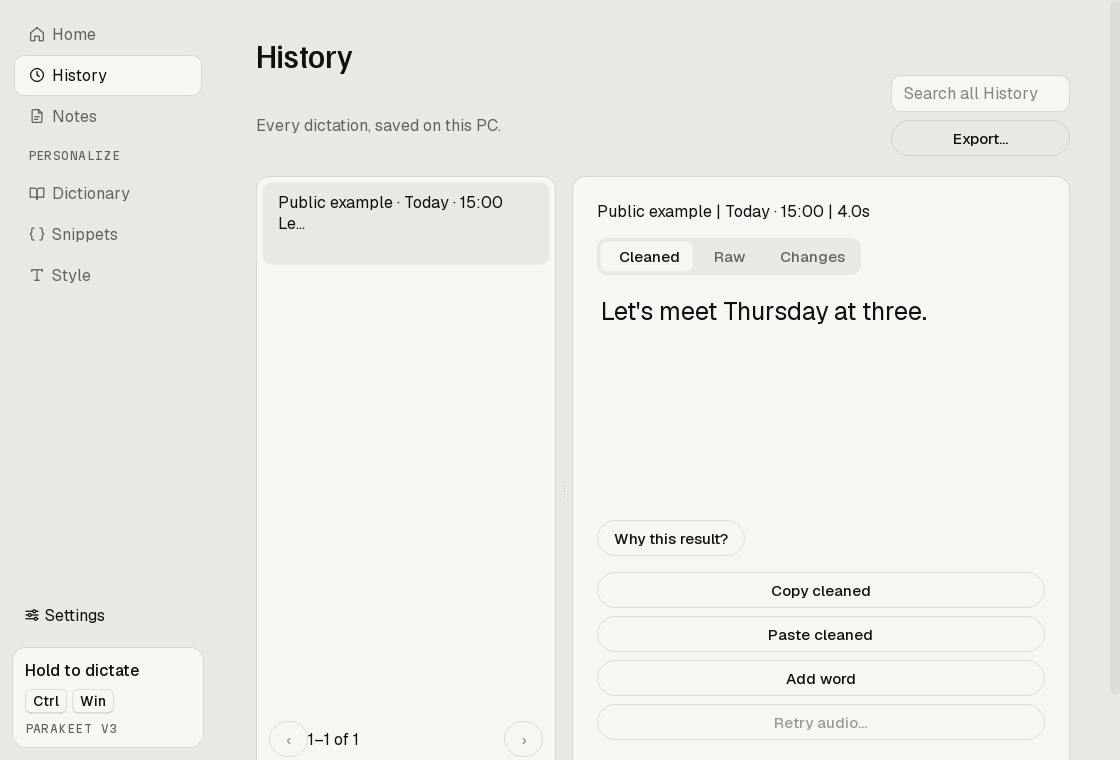 Home
History
Notes
PERSONALIZE
Dictionary
Snippets
Style
Settings
Hold to dictate
Ctrl Win
PARAKEET V3
History
Every dictation, saved on this PC.
Search all History
Export...
Public example · Today · 15:00
Le...
‹ 1–1 of 1 ›
Public example | Today · 15:00 | 4.0s
Cleaned Raw Changes
Let's meet Thursday at three.
Why this result?
Copy cleaned
Paste cleaned
Add word
Retry audio...